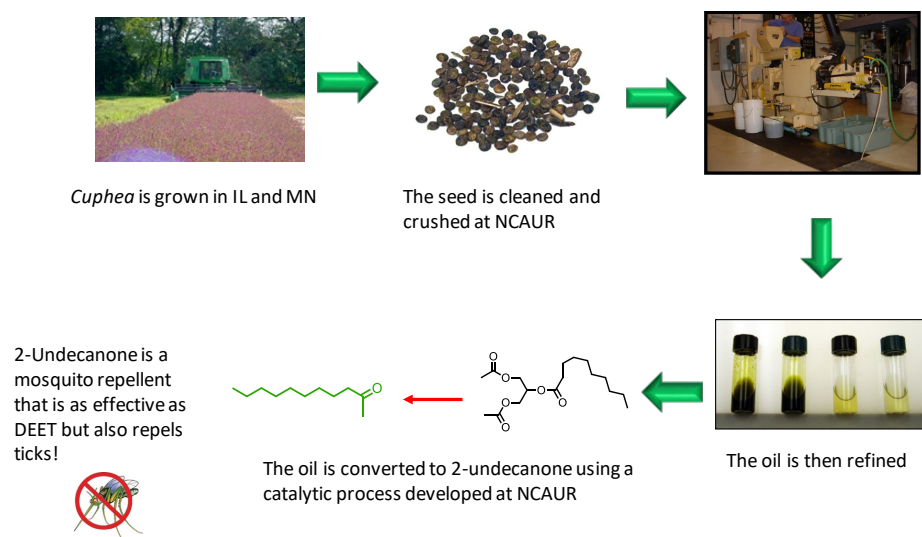 Cuphea is grown in IL and MN
The seed is cleaned and
crushed at NCAUR
2-Undecanone is a
mosquito repellent
that is as effective as
DEET but also repels
ticks!
O
O
O
O
O
O
O
The oil is converted to 2-undecanone using a
catalytic process developed at NCAUR
The oil is then refined